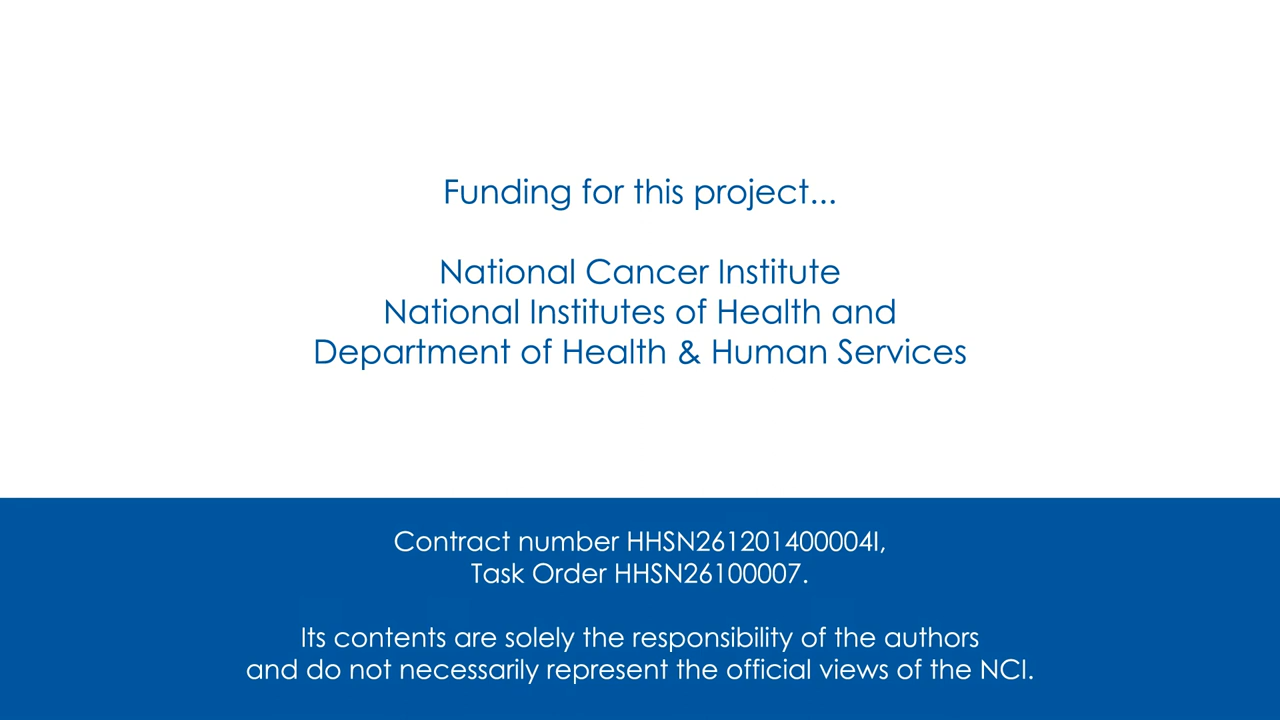 Funding for this project...
National Cancer Institute
National Institutes of Health and
Department of Health & Human Services
Contract number HHSN261201400004I,
Task Order HHSN26100007.
Its contents are solely the responsibility of the authors
and do not necessarily represent the official views of the NCI.